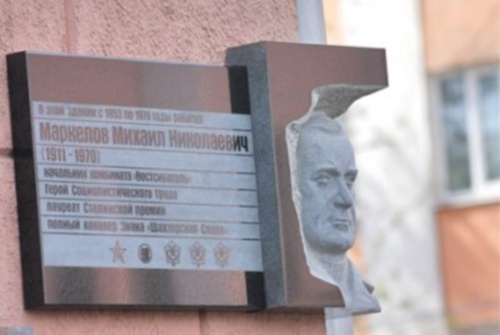 В этом здании с 1953 по 1970 годы работал
Маркелов Михаил Николаевич
(1911 - 1970)
начальник комбината «Востсибуголь»
Герой Социалистического труда
лауреат Сталинской премии
полный кавалер Знака «Шахтерская Слава»